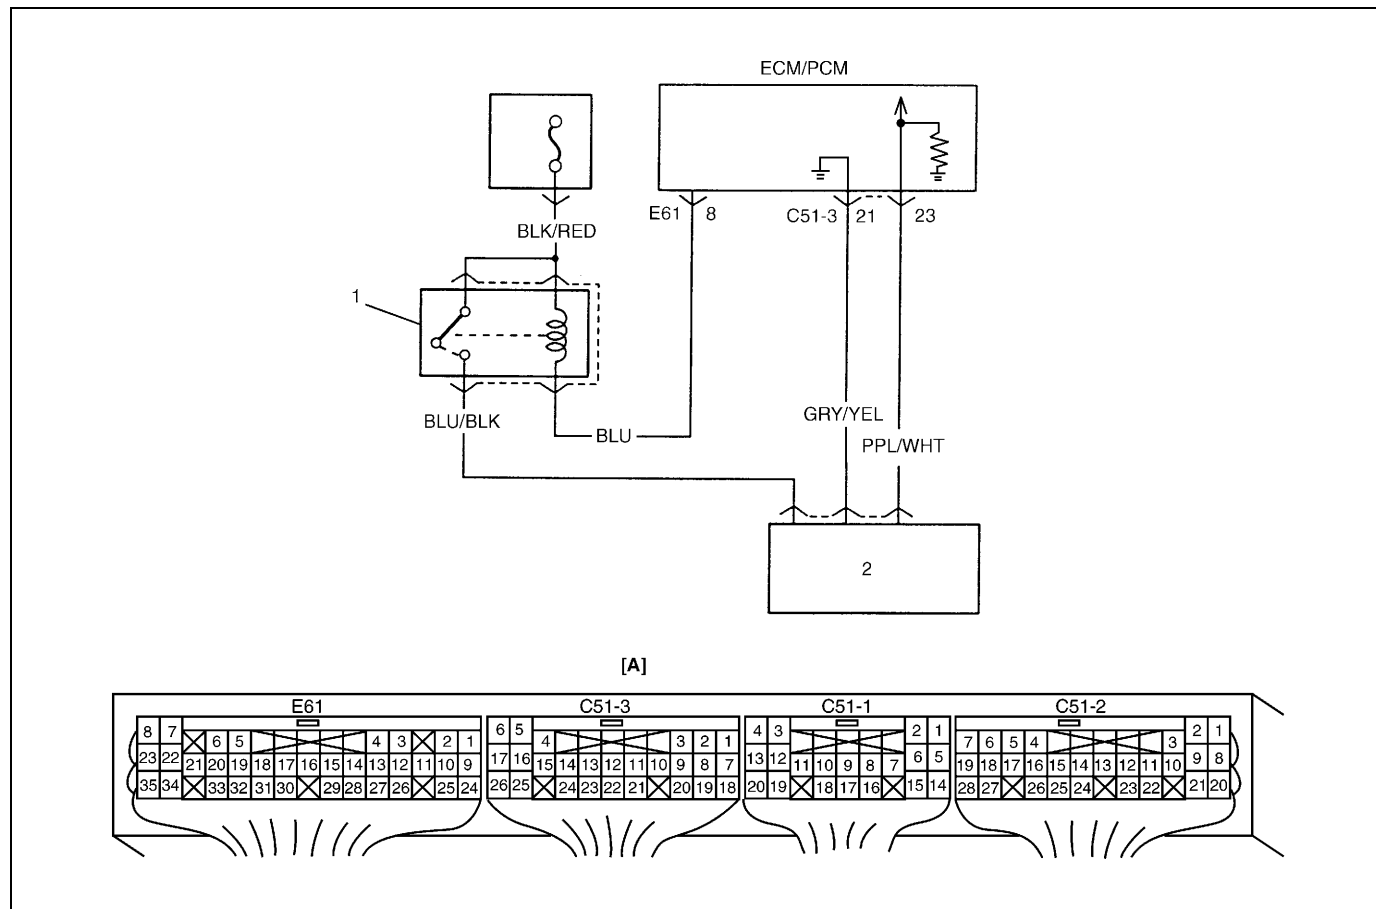 ECM/PCM
E61 8 C51-3 21 23
BLK/RED
1
BLU/BLK
BLU
GRY/YEL
PPL/WHT
2
[A]
E61 C51-3 C51-1 C51-2
8 7 6 5 4 3 2 1
23 22 21 20 19 18 17 16 15 14 13 12 11 10 9
35 34 33 32 31 30 29 28 27 26 25 24
6 5 4 3 2 1
17 16 15 14 13 12 11 10 9 8 7
26 25 24 23 22 21 20 19 18
4 3 2 1
13 12 11 10 9 8 7 6 5
20 19 18 17 16 15 14
7 6 5 4 3 2 1
19 18 17 16 15 14 13 12 11 10 9 8
28 27 26 25 24 23 22 21 20